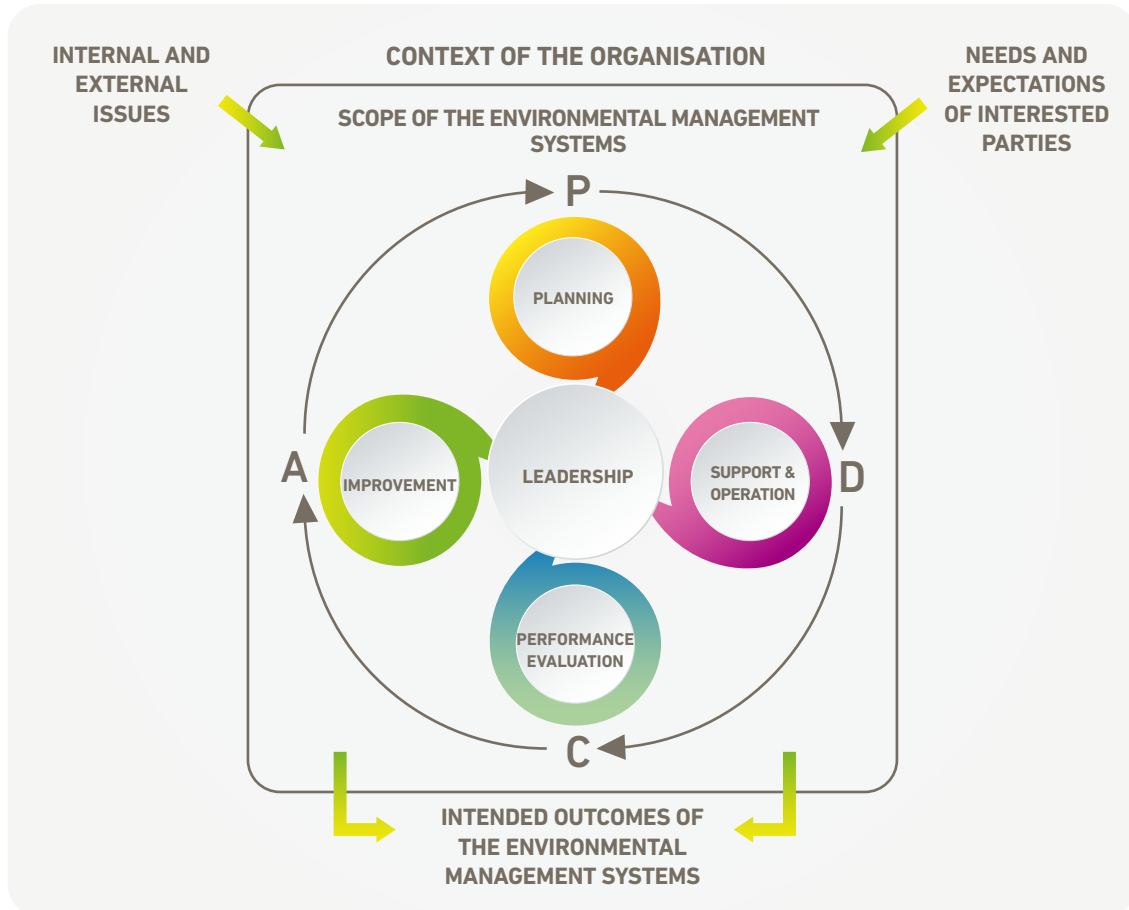 INTERNAL AND
EXTERNAL
ISSUES
CONTEXT OF THE ORGANISATION
NEEDS AND
EXPECTATIONS
OF INTERESTED
PARTIES
SCOPE OF THE ENVIRONMENTAL MANAGEMENT
SYSTEMS
P
PLANNING
A
IMPROVEMENT
LEADERSHIP
SUPPORT &
OPERATION
D
PERFORMANCE
EVALUATION
C
INTENDED OUTCOMES OF
THE ENVIRONMENTAL
MANAGEMENT SYSTEMS